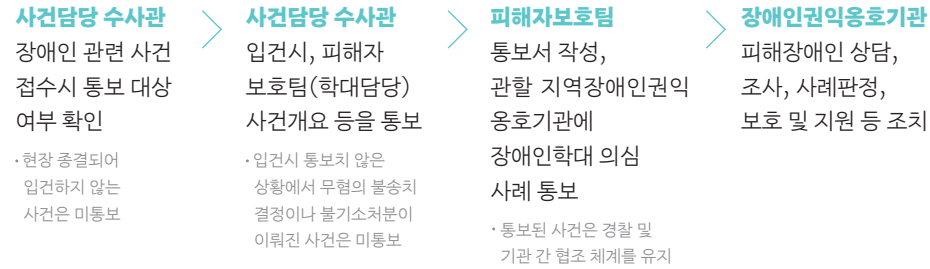 사건담당 수사관
장애인 관련 사건
접수시 통보 대상
여부 확인
· 현장 종결되어
입건하지 않는
사건은 미통보
사건담당 수사관
입건시, 피해자
보호팀(학대담당)
사건개요 등을 통보
· 입건시 통보치 않은
상황에서 무혐의 불송치
결정이나 불기소처분이
이뤄진 사건은 미통보
피해자보호팀
통보서 작성,
관할 지역장애인권익
옹호기관에
장애인학대 의심
사례 통보
· 통보된 사건은 경찰 및
기관 간 협조 체계를 유지
장애인권익옹호기관
피해장애인 상담,
조사, 사례판정,
보호 및 지원 등 조치